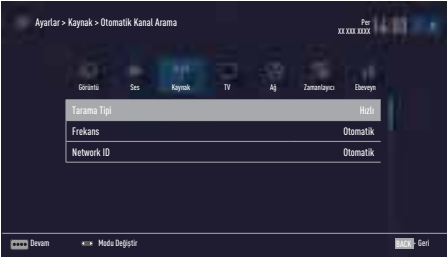 Ayarlar > Kaynak > Otomatik Kanal Arama
Per
XX XXX XXXX
Görüntü Ses Kaynak TV Ağ Zamanlayıcı Ebeveyn
Tarama Tipi Hızlı
Frekans Otomatik
Network ID Otomatik
Devam Modu Değiştir BACK - Geri